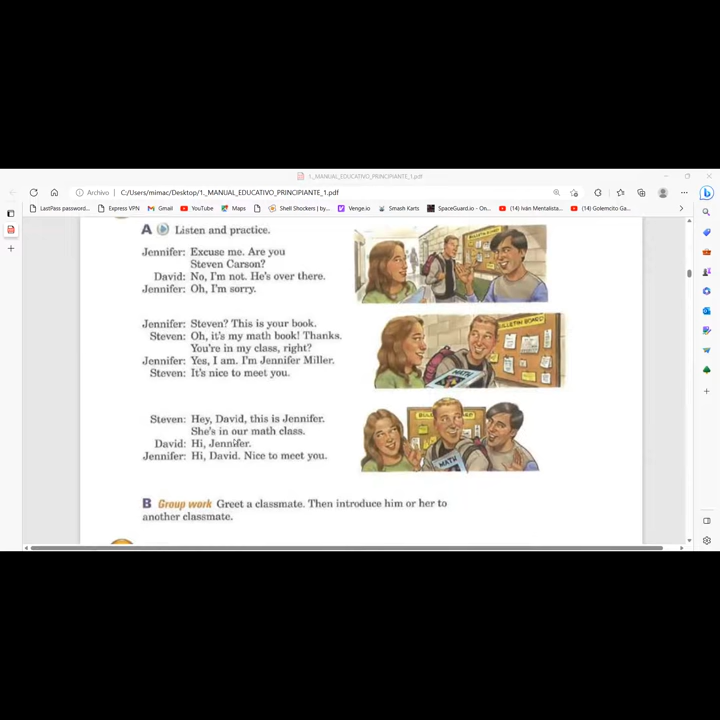 1._MANUAL_EDUCATIVO_PRINCIPIANTE_1.pdf
Archivo | C:/Users/mimac/Desktop/1._MANUAL_EDUCATIVO_PRINCIPIANTE_1.pdf
LastPass password... Express VPN Gmail YouTube Maps Shell Shockers | by... Venge.io Smash Karts SpaceGuard.io - On... (14) Iván Mentalista... (14) Golemcito Ga...
A Listen and practice.
Jennifer: Excuse me. Are you
Steven Carson?
David: No, I'm not. He's over there.
Jennifer: Oh, I'm sorry.
BULLETIN BOARD
Jennifer: Steven? This is your book.
Steven: Oh, it's my math book! Thanks.
You're in my class, right?
Jennifer: Yes, I am. I'm Jennifer Miller.
Steven: It's nice to meet you.
BULLETIN BOARD
MATH
Steven: Hey, David, this is Jennifer.
She's in our math class.
David: Hi, Jennifer.
Jennifer: Hi, David. Nice to meet you.
MATH
B Group work Greet a classmate. Then introduce him or her to
another classmate.